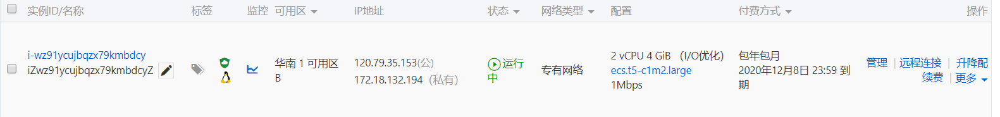 实例ID/名称 标签 监控 可用区 IP地址 状态 网络类型 配置 付费方式 操作
i-wz91ycujbqzx79kmbdcy
iZwz91ycujbqzx79kmbdcyZ
华南 1 可用区
B
120.79.35.153(公)
172.18.132.194（私有）
运行
中
专有网络
2 vCPU 4 GiB （I/O优化）
ecs.t5-c1m2.large
1Mbps
包年包月
2020年12月8日 23:59 到
期
管理 | 远程连接 | 升降配
续费 | 更多